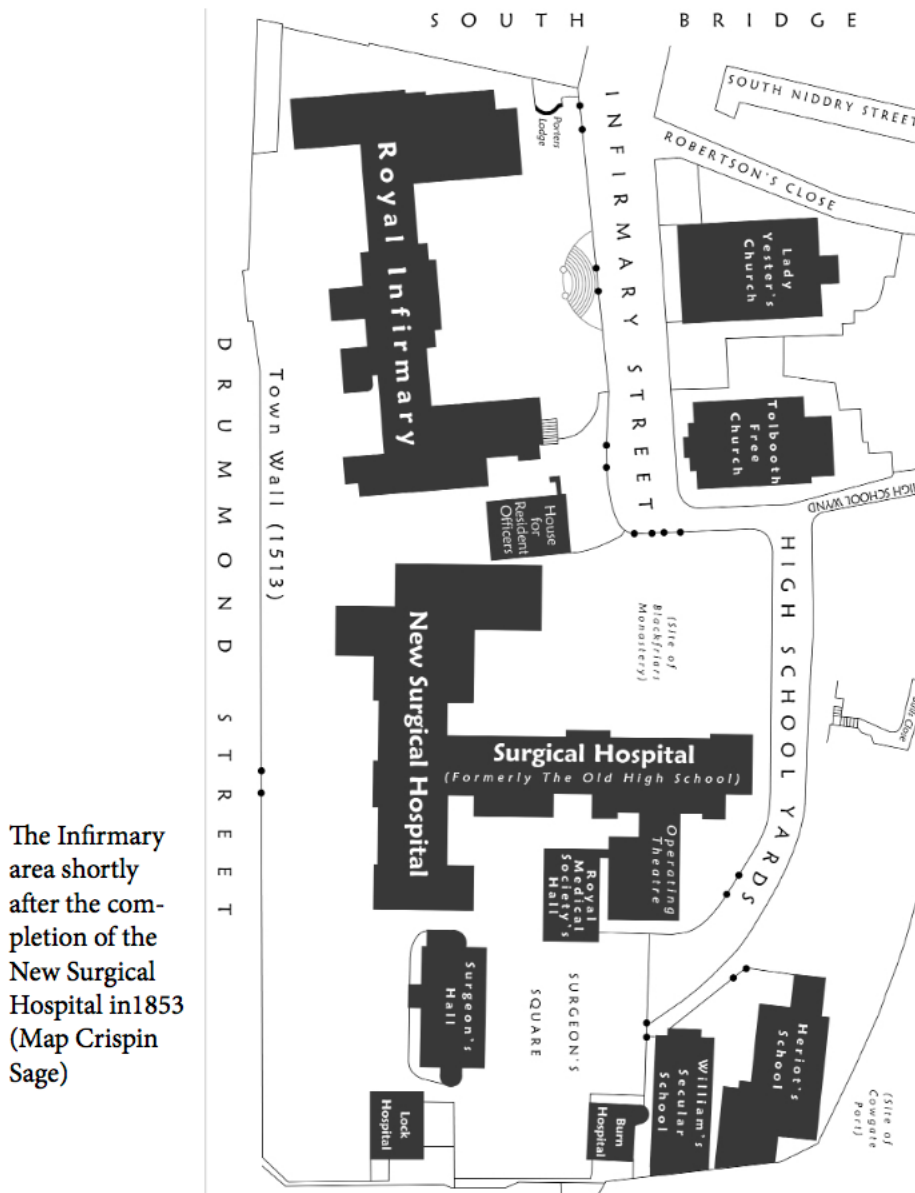 SOUTH BRIDGE
SOUTH NIDDRY STREET
ROBERTSON'S CLOSE
INFIRMARY STREET
Porters
Lodge
Royal Infirmary
Lady
Yester's
Church
Tolbooth
Free
Church
HIGH SCHOOL WYND
DRUMMOND STREET
Town Wall (1513)
House
for
Resident
Officers
HIGH SCHOOL YARDS
(Site of
Blackfriars
Monastery)
New Surgical Hospital
Surgical Hospital
(Formerly The Old High School)
Operating
Theatre
Royal
Medical
Society's
Hall
Close
Surgeon's
Hall
SURGEON'S
SQUARE
Heriot's
School
William's
Secular
School
(Site of
Cowgate
Port)
Lock
Hospital
Burn
Hospital
The Infirmary
area shortly
after the com-
pletion of the
New Surgical
Hospital in1853
(Map Crispin
Sage)